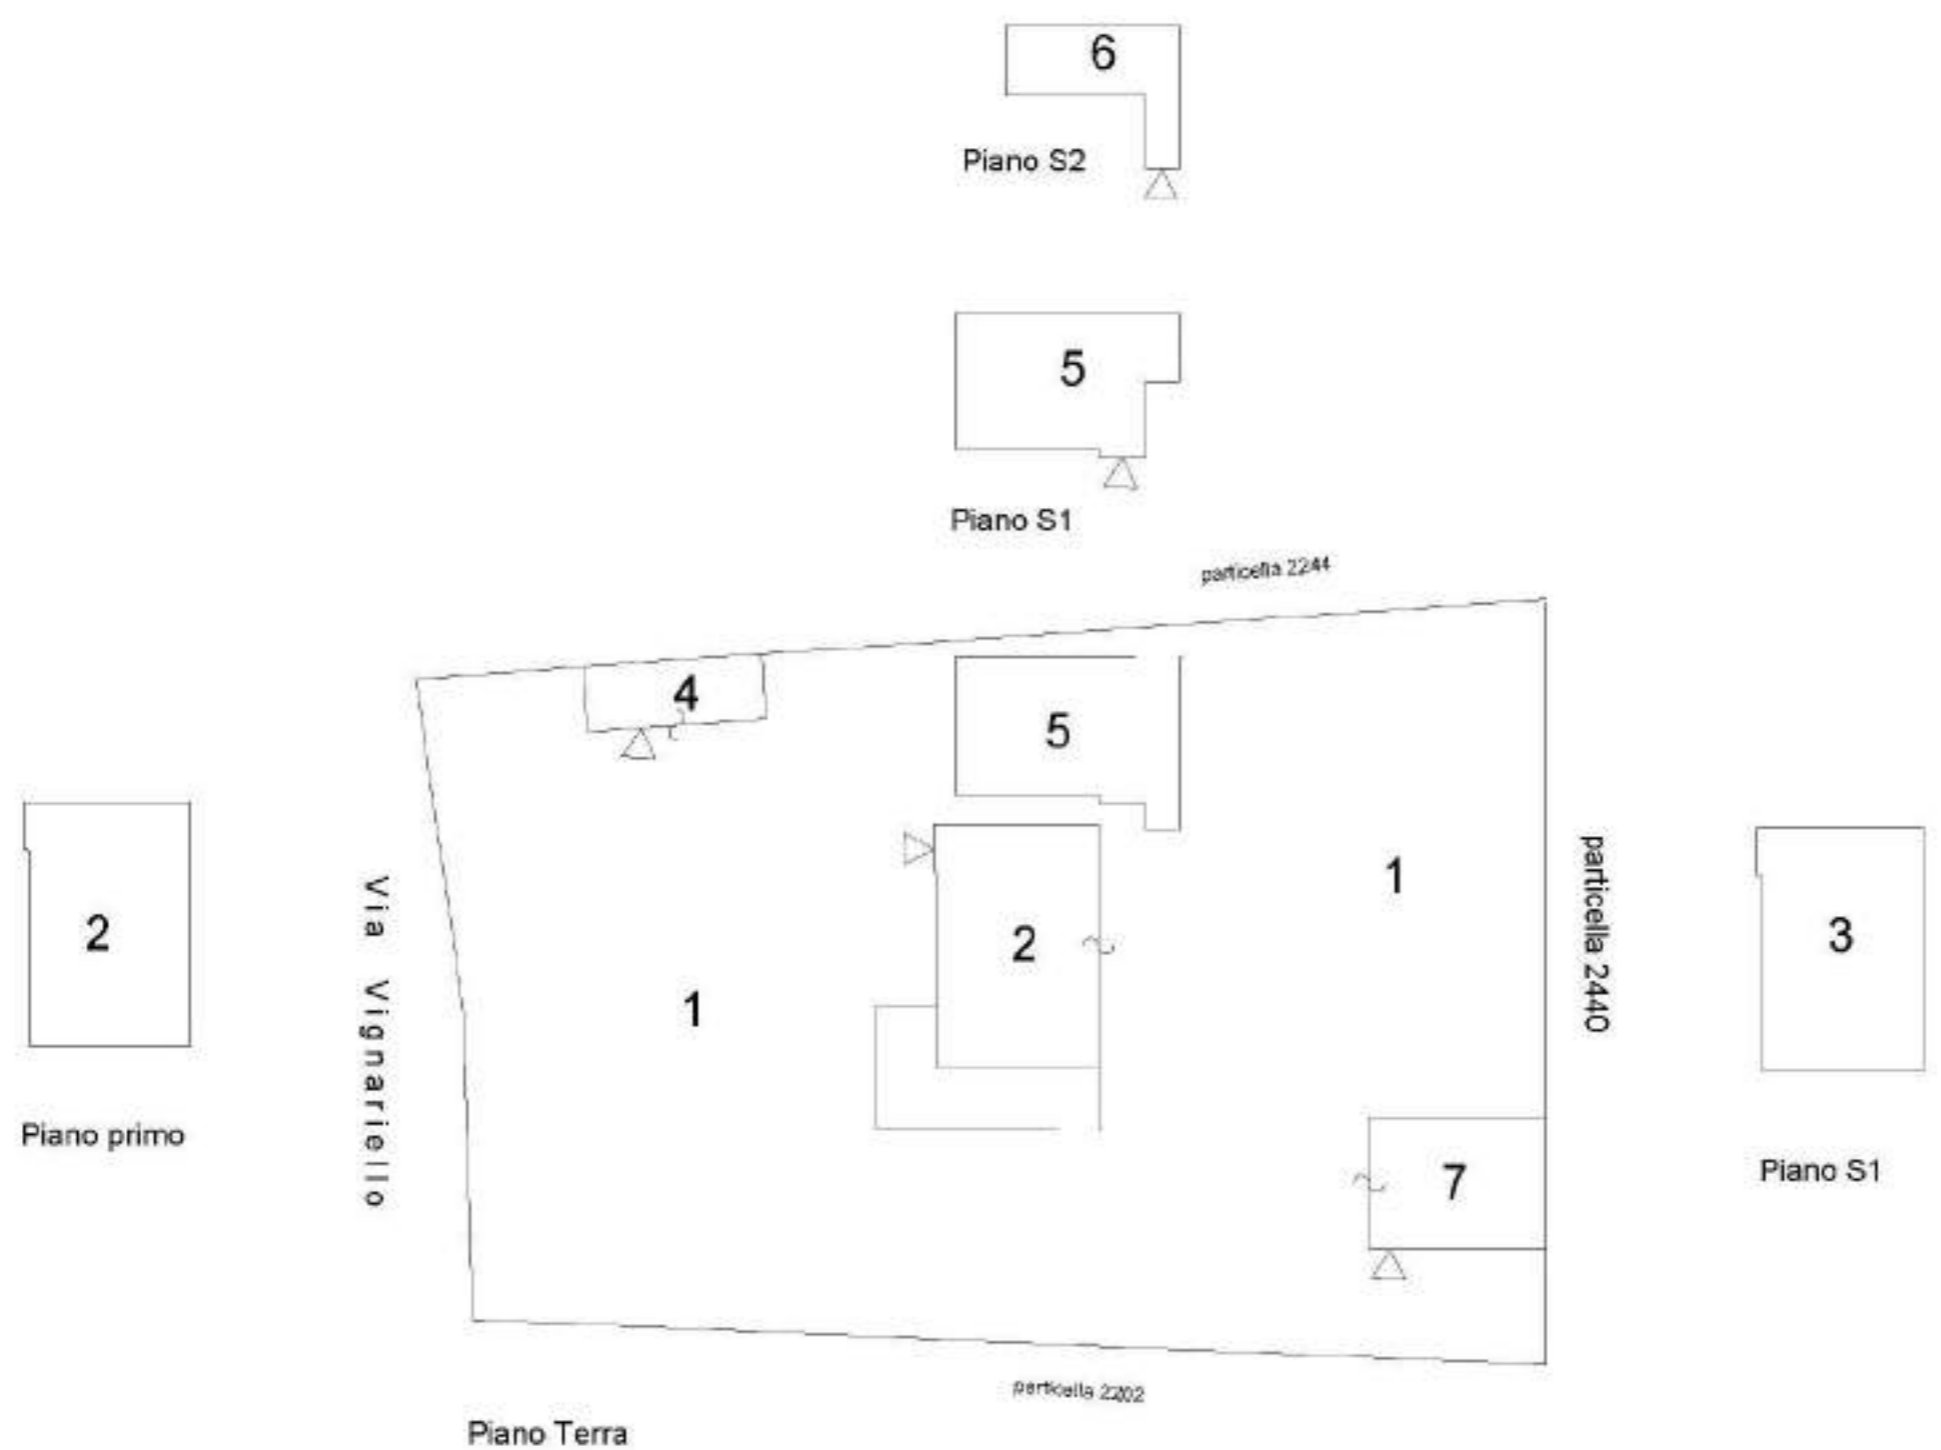 6
Piano S2
5
Piano S1
particella 2244
4
5
2
Via Vignariello
1
2
1
particella 2440
3
Piano primo
7
Piano S1
particella 2202
Piano Terra